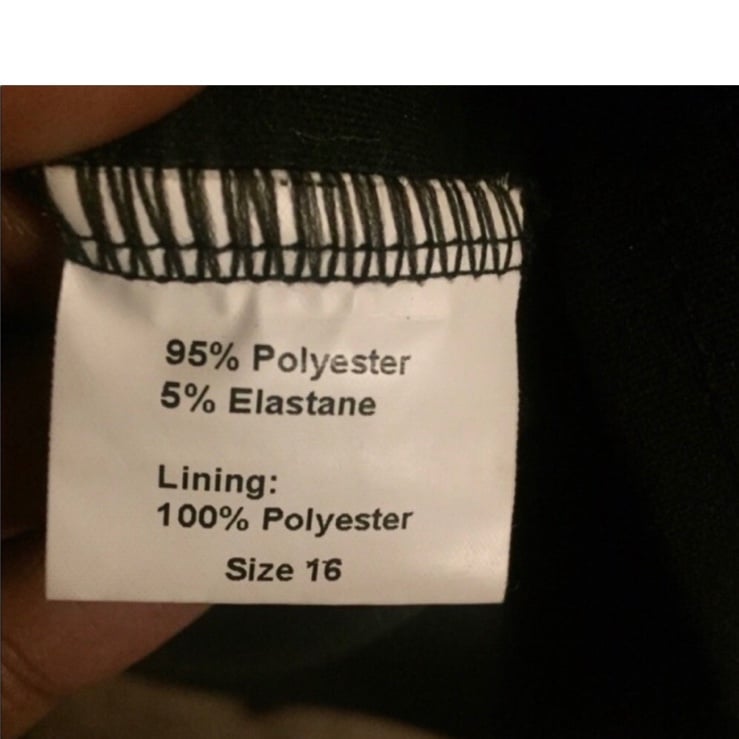 95% Polyester
5% Elastane
Lining:
100% Polyester
Size 16